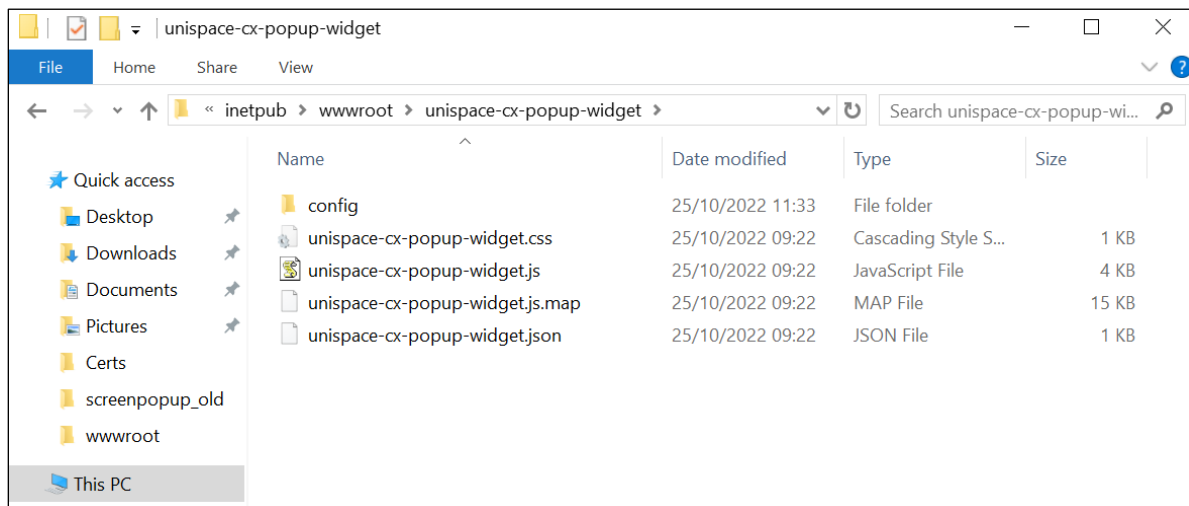 unispace-cx-popup-widget
File Home Share View ?
« inetpub > wwwroot > unispace-cx-popup-widget > Search unispace-cx-popup-wi...
Name Date modified Type Size
Quick access
Desktop
Downloads
Documents
Pictures
Certs
screenpopup_old
wwwroot
This PC
config 25/10/2022 11:33 File folder
unispace-cx-popup-widget.css 25/10/2022 09:22 Cascading Style S... 1 KB
unispace-cx-popup-widget.js 25/10/2022 09:22 JavaScript File 4 KB
unispace-cx-popup-widget.js.map 25/10/2022 09:22 MAP File 15 KB
unispace-cx-popup-widget.json 25/10/2022 09:22 JSON File 1 KB